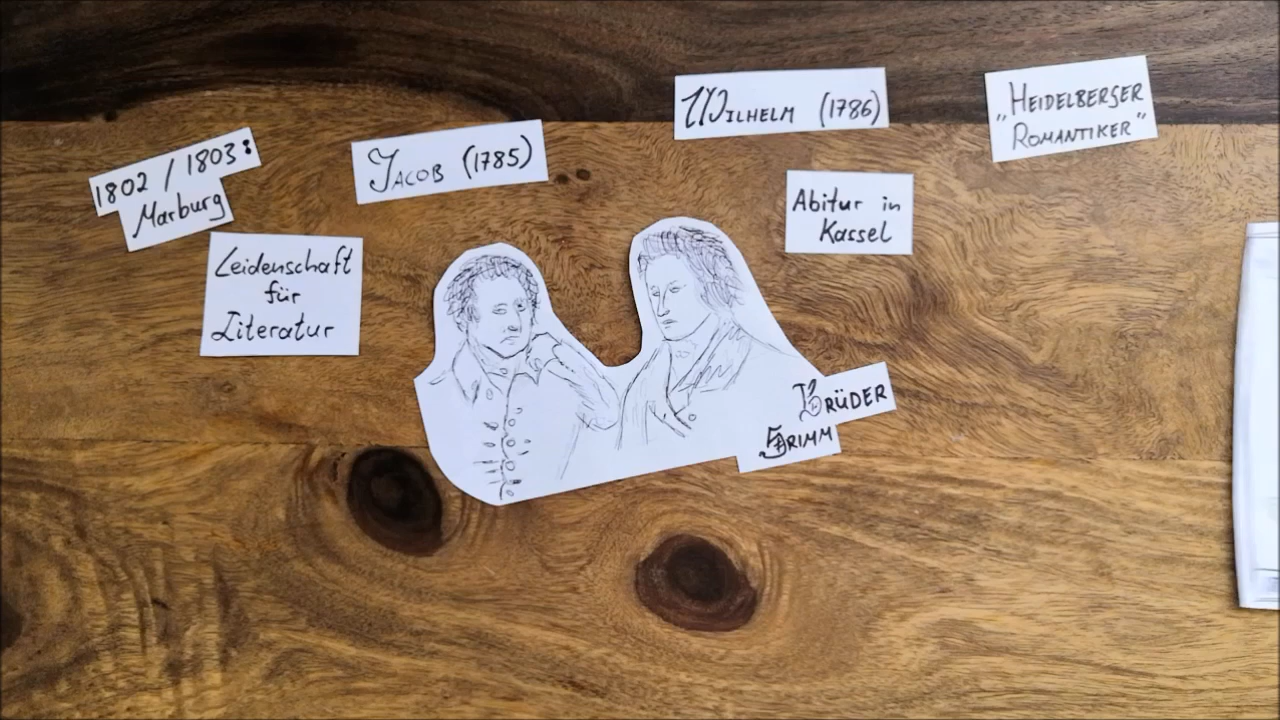 1802 / 1803:
Marburg
Leidenschaft
für
Literatur
JACOB (1785)
WILHELM (1786)
Abitur in
Kassel
„HEIDELBERGER
ROMANTIKER"
BRÜDER
GRIMM